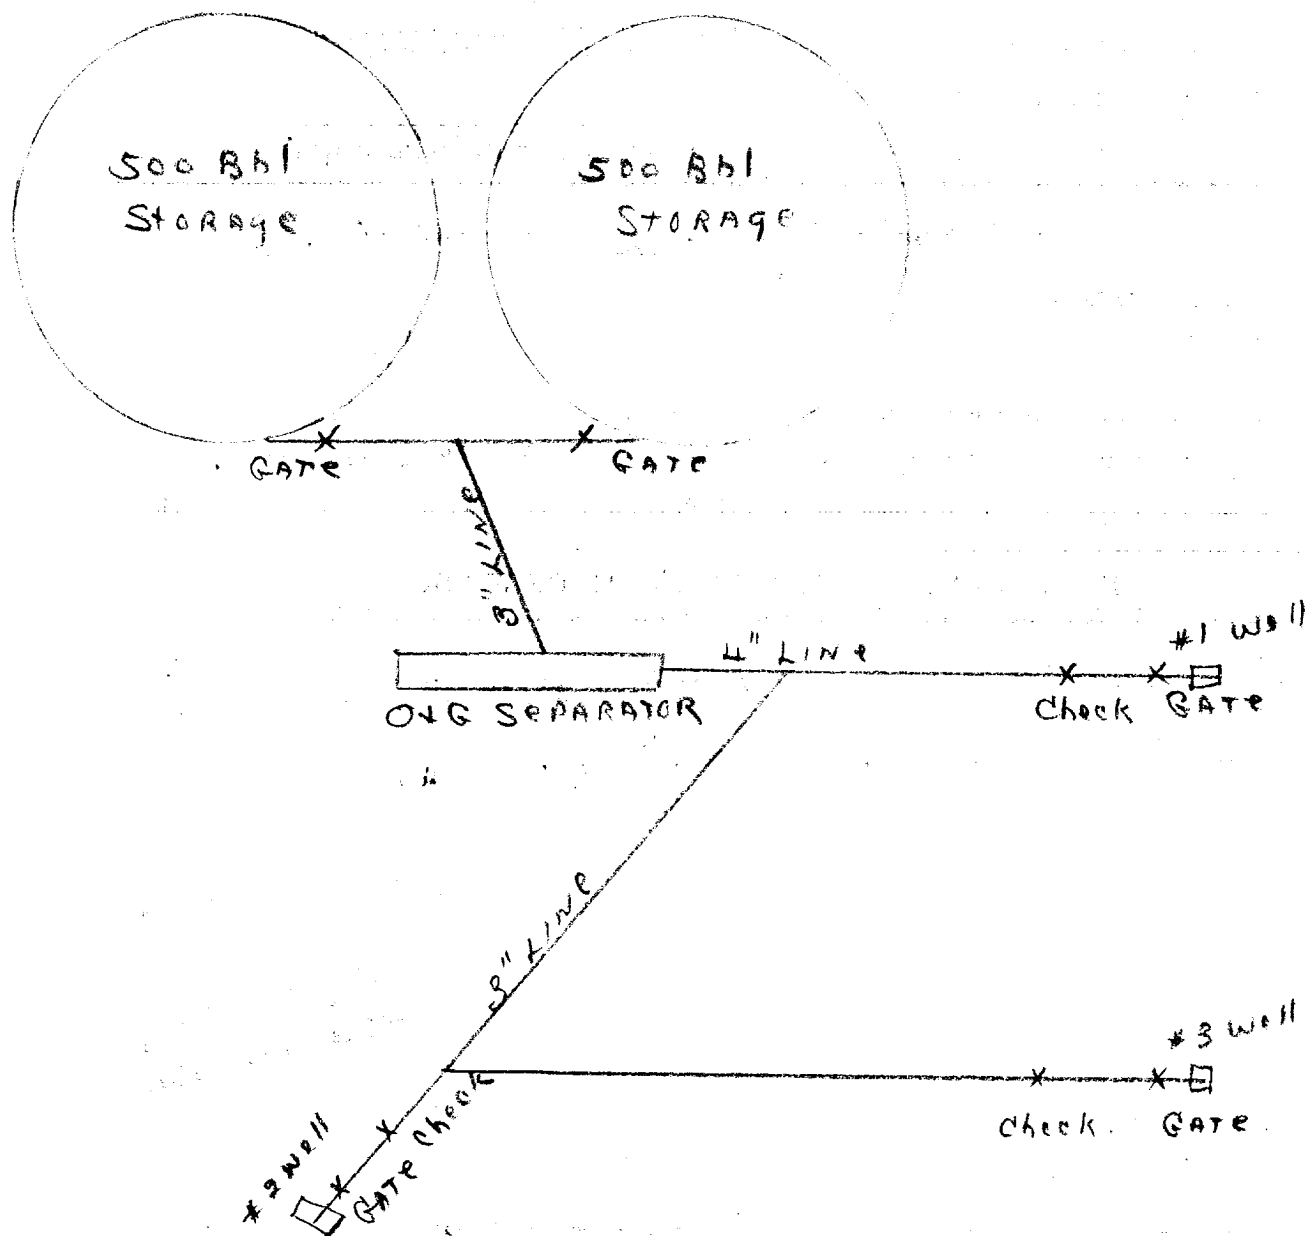 500 Bbl
Storage
500 Bbl
Storage
Gate
Gate
3" Line
4" Line
#1 Well
O+G Separator
Check
Gate
3" Line
#3 Well
Check.
Gate.
#2 Well
Gate
Check